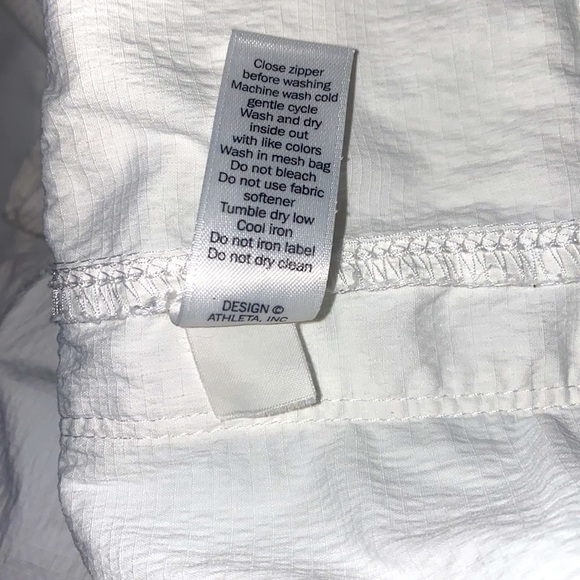 Close zipper
before washing
Machine wash cold
gentle cycle
Wash and dry
inside out
with like colors
Wash in mesh bag
Do not bleach
Do not use fabric
softener
Tumble dry low
Cool iron
Do not iron label
Do not dry clean
DESIGN ©
ATHLETA, INC